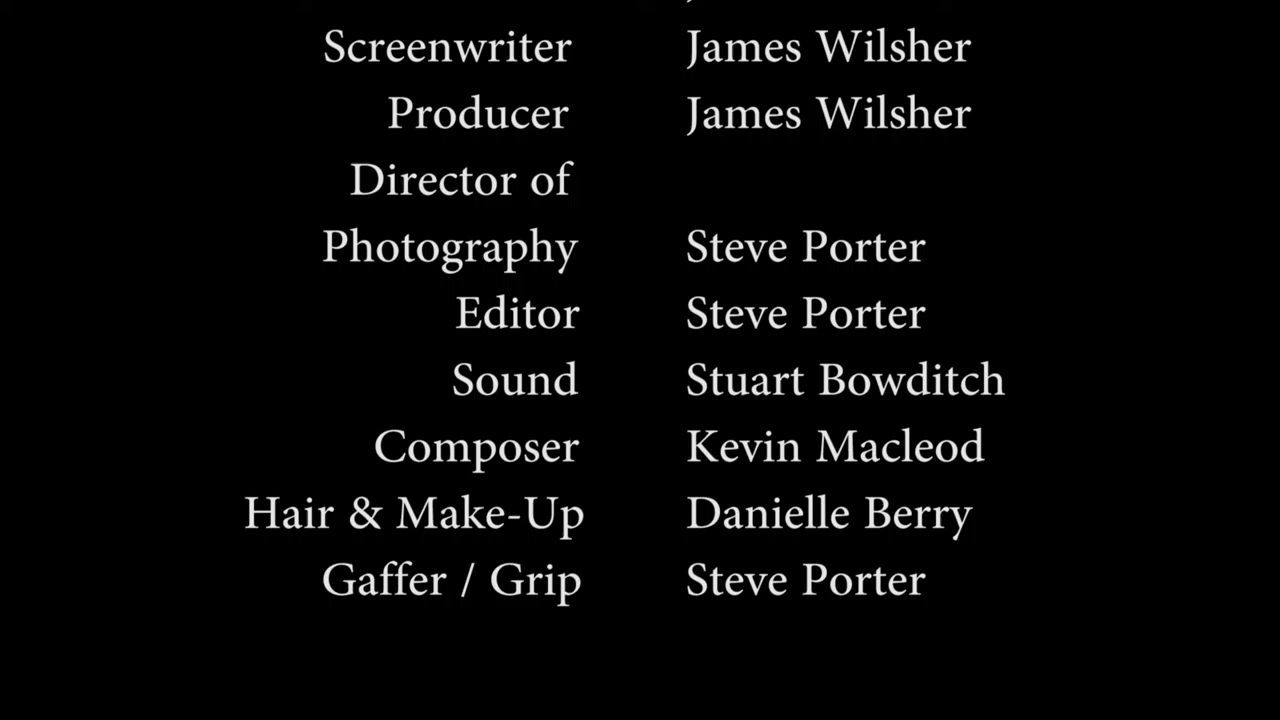 Screenwriter James Wilsher
Producer James Wilsher
Director of
Photography Steve Porter
Editor Steve Porter
Sound Stuart Bowditch
Composer Kevin Macleod
Hair & Make-Up Danielle Berry
Gaffer / Grip Steve Porter